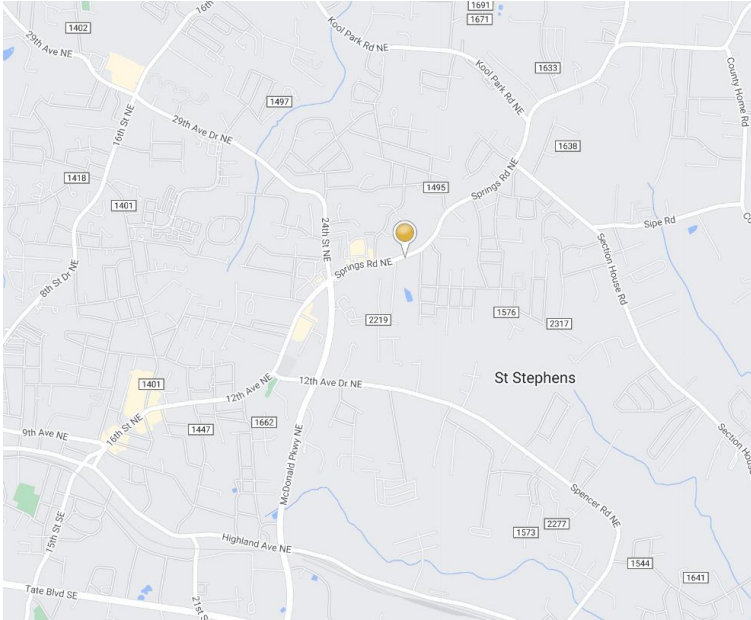 1402
16th
29th Ave NE
16th St NE
1497
29th Ave Dr NE
1418
1401
8th St Dr NE
24th St NE
1691
1671
Kool Park Rd NE
Kool Park Rd NE
1633
County Home Rd
1638
1495
Springs Rd NE
Sipe Rd
Section House Rd
Springs Rd NE
2219
1576
2317
St Stephens
1401
12th Ave NE
12th Ave Dr NE
16th St NE
9th Ave NE
1447
1662
McDonald Pkwy NE
Section House
Spencer Rd NE
2277
1573
15th St SE
Highland Ave NE
1544
1641
Tate Blvd SE
21st S